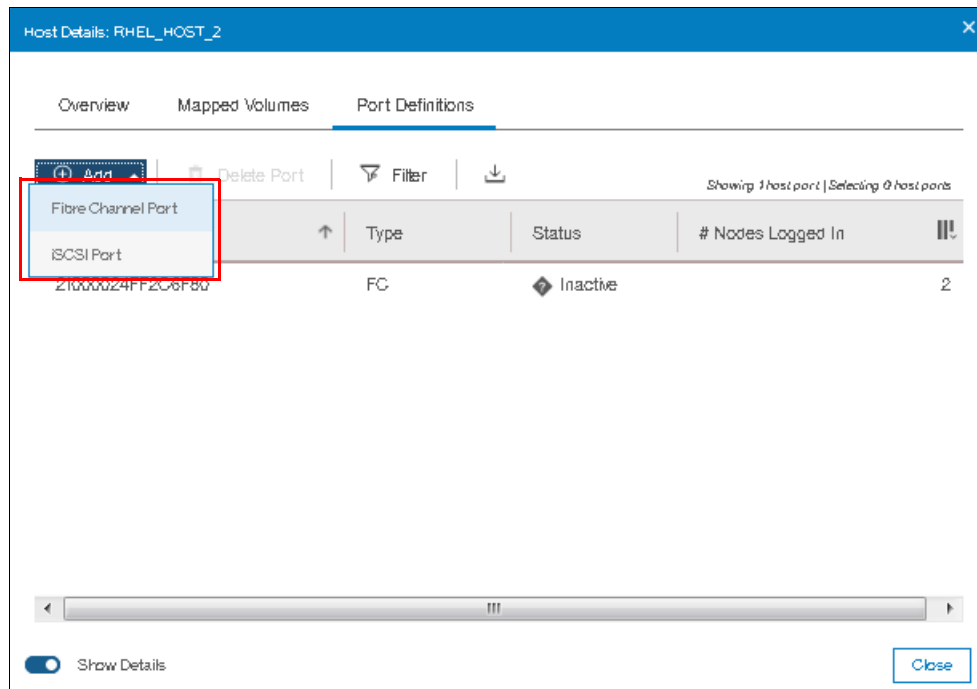 Host Details: RHEL_HOST_2
Overview Mapped Volumes Port Definitions
Add Delete Port Filter
Showing 1 host port | Selecting 0 host ports
Fibre Channel Port
Type Status # Nodes Logged In
iSCSI Port
21000024FF2C6F80 FC Inactive 2
Show Details Close